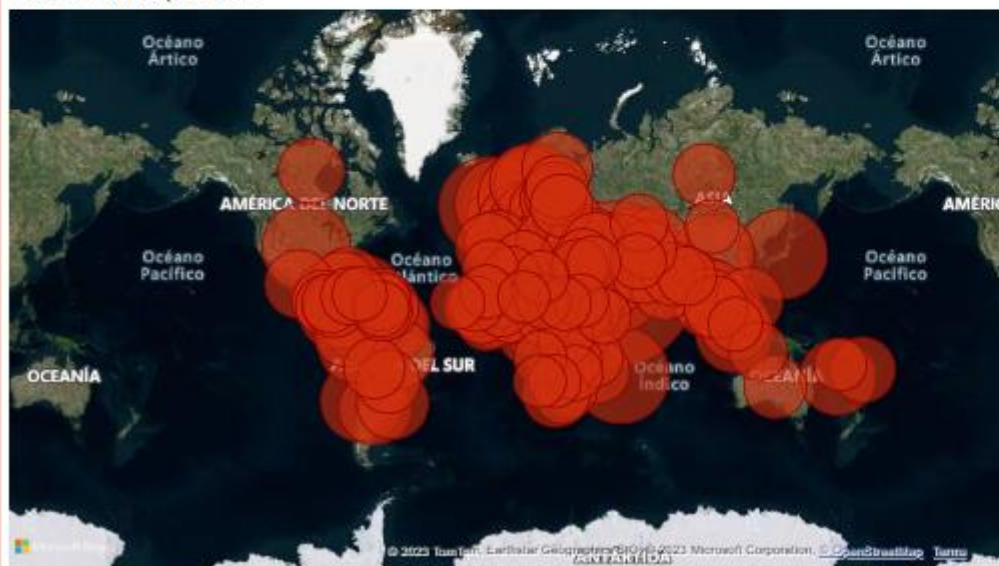 Océano
Ártico
Océano
Ártico
AMÉRICA DEL NORTE
ASIA
AMÉRIC
Océano
Pacífico
Océano
lántico
Océano
Pacífico
OCEANÍA
DEL SUR
Océano
Índico
OCEANÍA
© 2023 TomTom, Earthstar Geographics SIO, © 2023 Microsoft Corporation, © OpenStreetMap Terms
ANTÁRTIDA